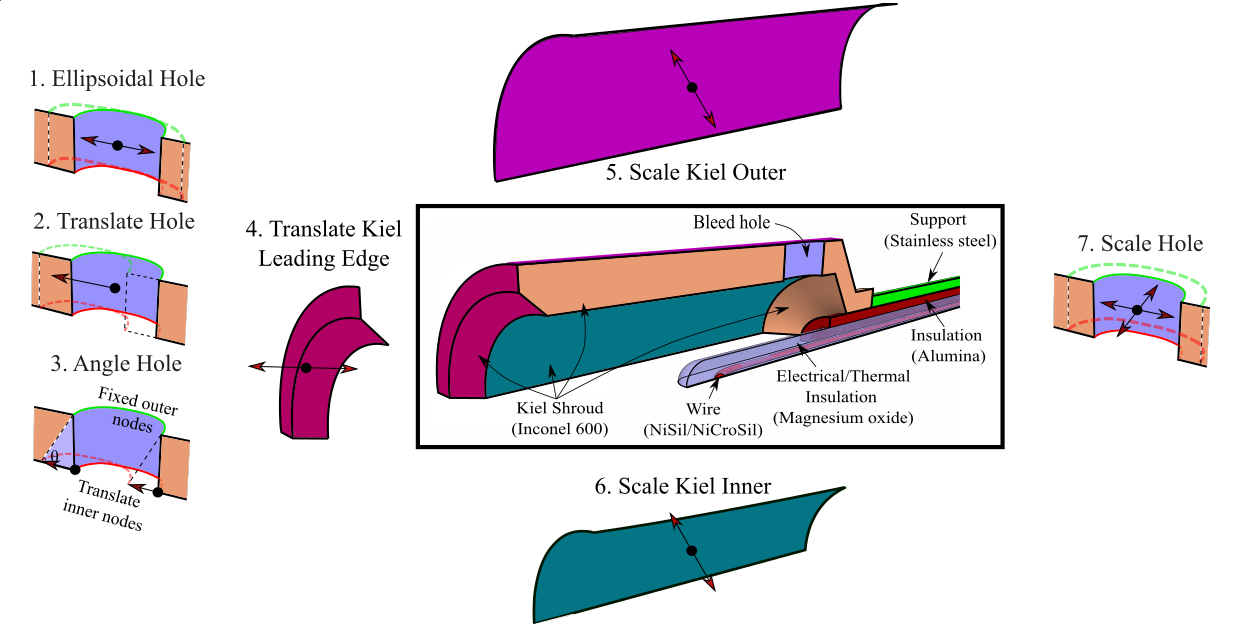 1. Ellipsoidal Hole
2. Translate Hole
3. Angle Hole
Fixed outer
nodes
θ
Translate
inner nodes
4. Translate Kiel
Leading Edge
5. Scale Kiel Outer
Bleed hole
Support
(Stainless steel)
Insulation
(Alumina)
Electrical/Thermal
Insulation
(Magnesium oxide)
Wire
(NiSil/NiCroSil)
Kiel Shroud
(Inconel 600)
6. Scale Kiel Inner
7. Scale Hole